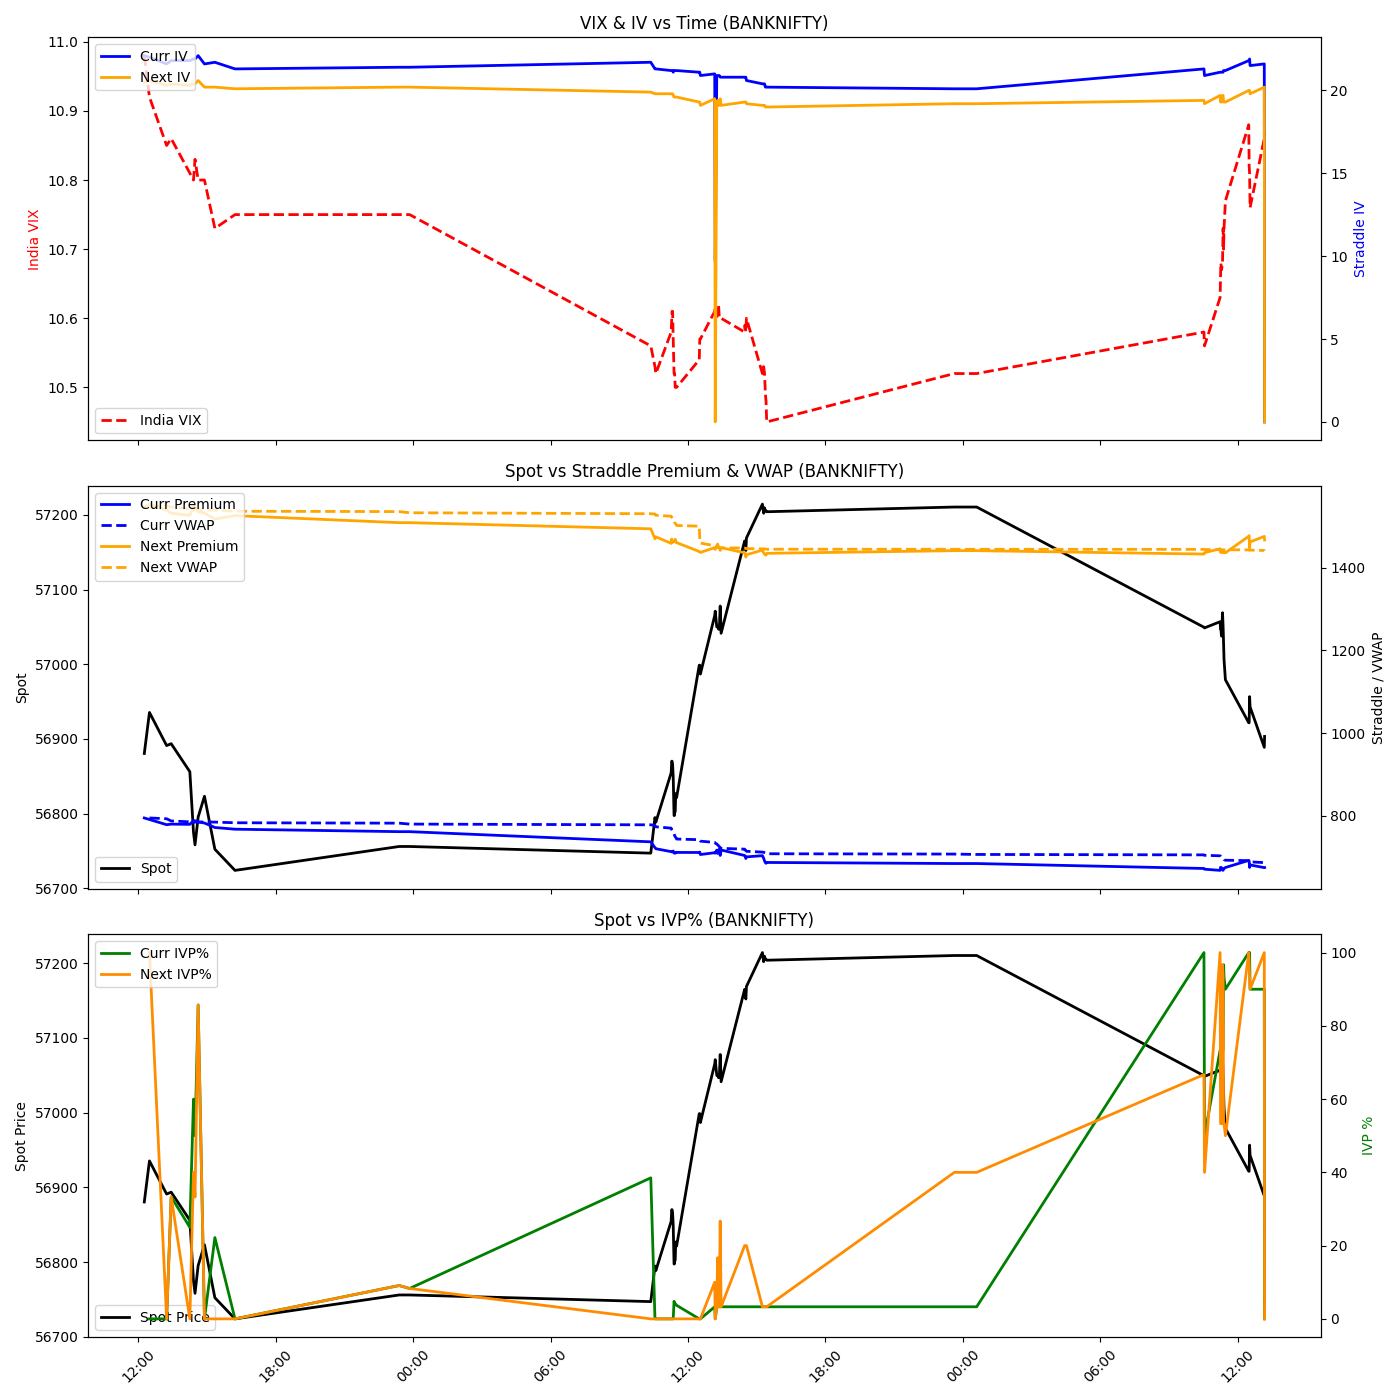 VIX & IV vs Time (BANKNIFTY)
Curr IV
Next IV
India VIX
11.0
10.9
10.8
10.7
10.6
10.5
India VIX
20
15
10
5
0
Straddle IV
Spot vs Straddle Premium & VWAP (BANKNIFTY)
Curr Premium
Curr VWAP
Next Premium
Next VWAP
Spot
57200
57100
57000
56900
56800
56700
Spot
1400
1200
1000
800
Straddle / VWAP
Spot vs IVP% (BANKNIFTY)
Curr IVP%
Next IVP%
Spot Price
57200
57100
57000
56900
56800
56700
Spot Price
100
80
60
40
20
0
IVP %
12:00
18:00
00:00
06:00
12:00
18:00
00:00
06:00
12:00